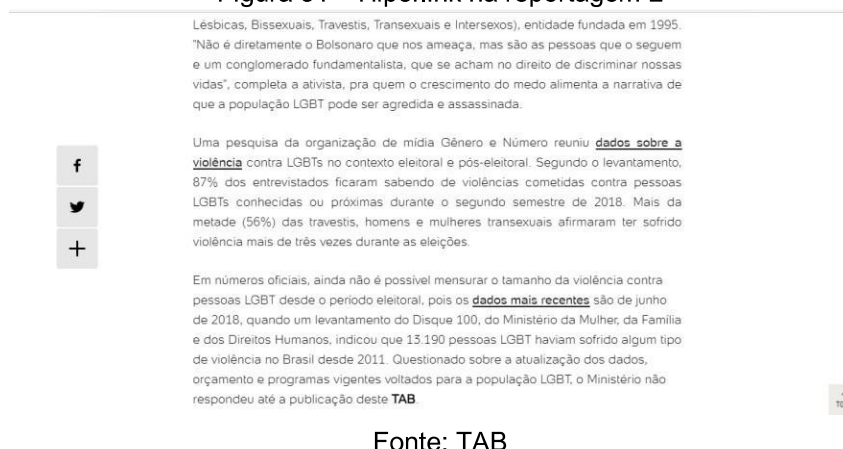 Lésbicas, Bissexuais, Travestis, Transexuais e Intersexos), entidade fundada em 1995.
"Não é diretamente o Bolsonaro que nos ameaça, mas são as pessoas que o seguem
e um conglomerado fundamentalista, que se acham no direito de discriminar nossas
vidas", completa a ativista, pra quem o crescimento do medo alimenta a narrativa de
que a população LGBT pode ser agredida e assassinada.
Uma pesquisa da organização de mídia Gênero e Número reuniu dados sobre a
violência contra LGBTs no contexto eleitoral e pós-eleitoral. Segundo o levantamento,
87% dos entrevistados ficaram sabendo de violências cometidas contra pessoas
LGBTs conhecidas ou próximas durante o segundo semestre de 2018. Mais da
metade (56%) das travestis, homens e mulheres transexuais afirmaram ter sofrido
violência mais de três vezes durante as eleições.
Em números oficiais, ainda não é possível mensurar o tamanho da violência contra
pessoas LGBT desde o período eleitoral, pois os dados mais recentes são de junho
de 2018, quando um levantamento do Disque 100, do Ministério da Mulher, da Família
e dos Direitos Humanos, indicou que 13.190 pessoas LGBT haviam sofrido algum tipo
de violência no Brasil desde 2011. Questionado sobre a atualização dos dados,
orçamento e programas vigentes voltados para a população LGBT, o Ministério não
respondeu até a publicação deste TAB.
Fonte: TAB